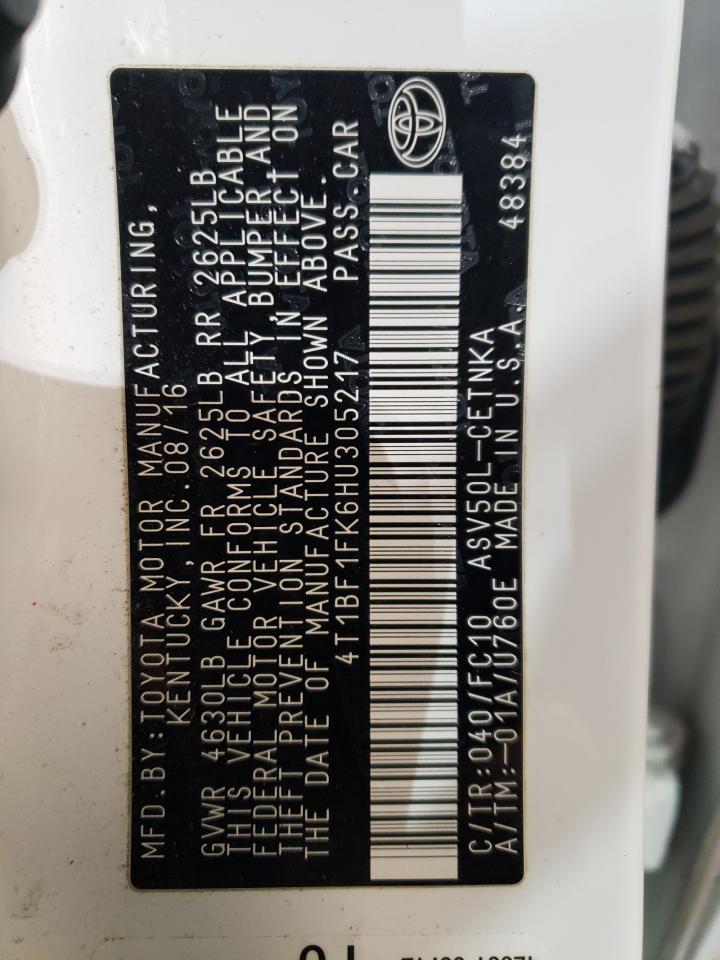 MFD.BY:TOYOTA MOTOR MANUFACTURING,
KENTUCKY,INC.08/16
GVWR 4630LB GAWR FR 2625LB RR 2625LB
THIS VEHICLE CONFORMS TO ALL APPLICABLE
FEDERAL MOTOR VEHICLE SAFETY,BUMPER,AND
THEFT PREVENTION STANDARDS IN EFFECT ON
THE DATE OF MANUFACTURE SHOWN ABOVE.
4T1BF1FK6HU305217 PASS.CAR
C/TR:040/FC10 ASV50L-CETNKA
A/TM:-01A/U760E MADE IN U.S.A. 48384